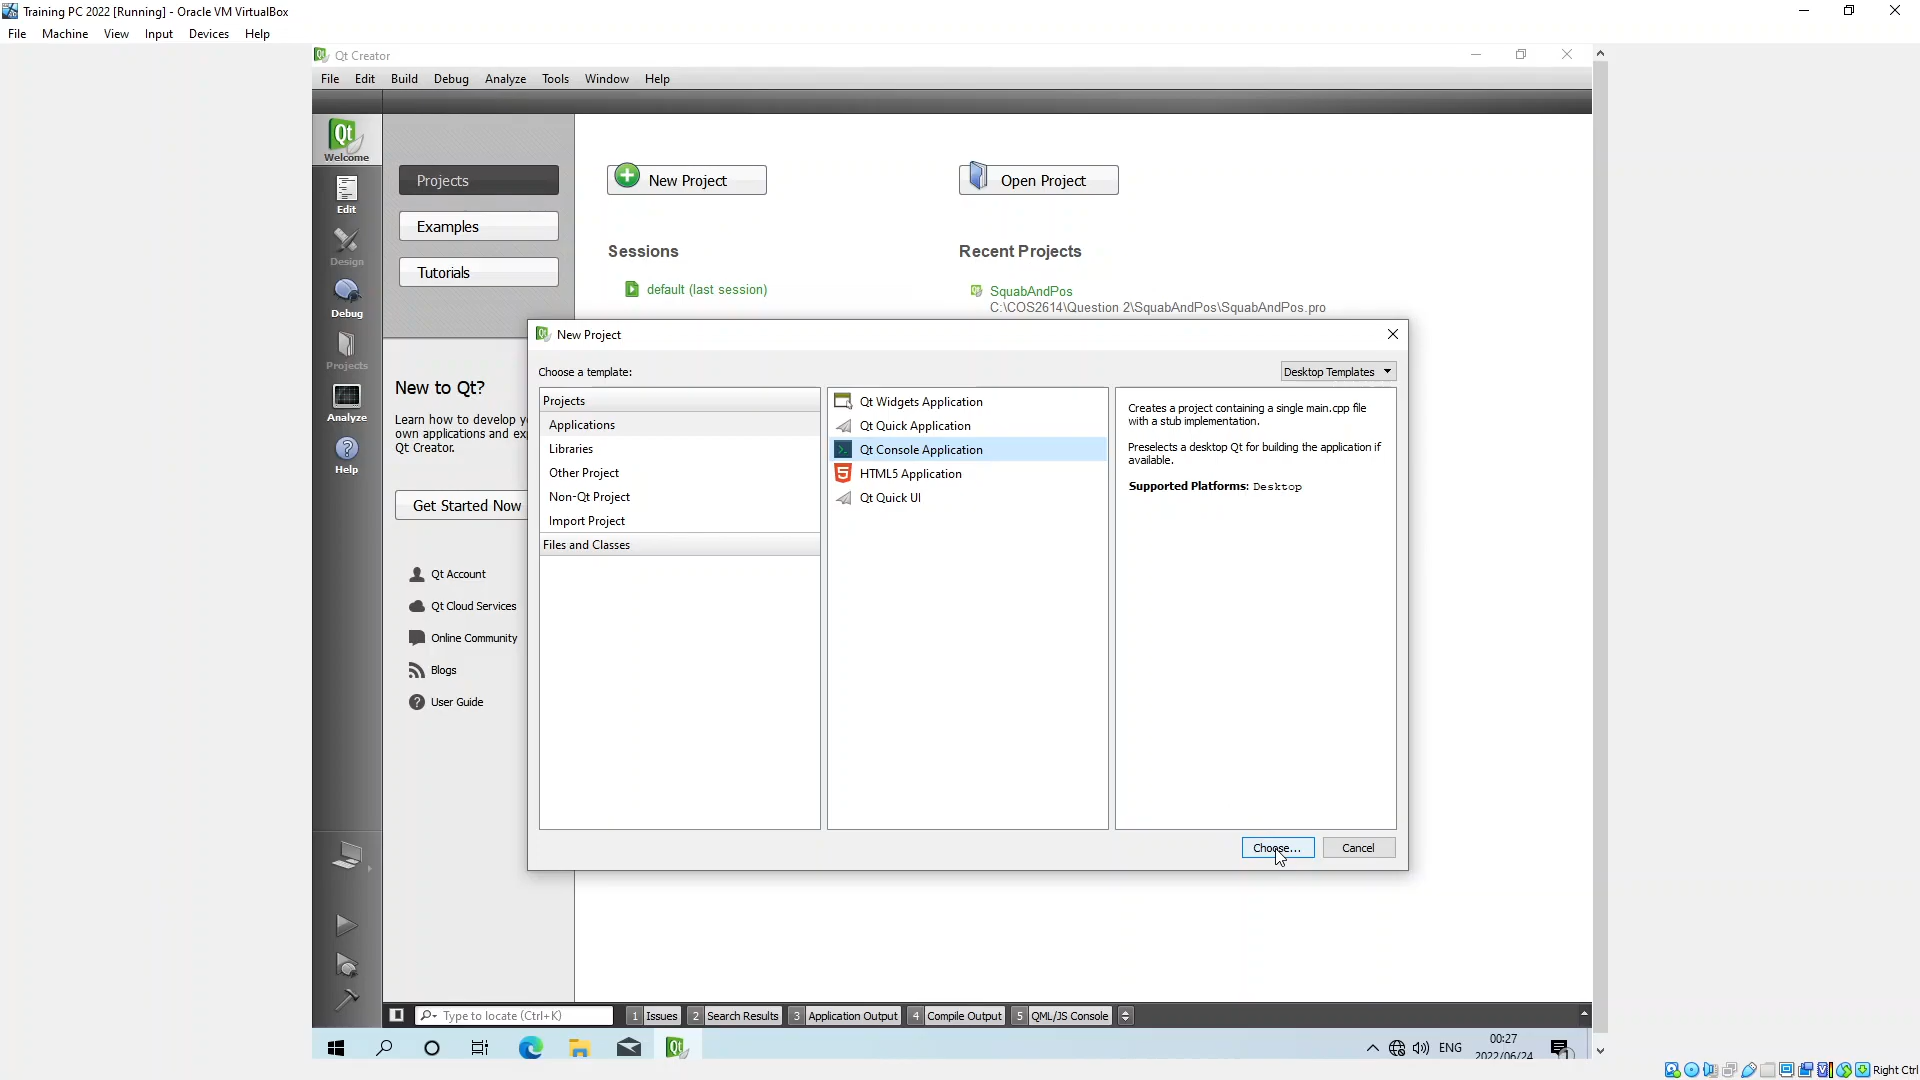 Training PC 2022 [Running] - Oracle VM VirtualBox
File Machine View Input Devices Help
Qt Creator
File Edit Build Debug Analyze Tools Window Help
Qt
Welcome
Edit
Design
Debug
Projects
Analyze
Help
Projects
Examples
Tutorials
New to Qt?
Learn how to develop y
own applications and exp
Qt Creator.
Get Started Now
Qt Account
Qt Cloud Services
Online Community
Blogs
User Guide
New Project
Open Project
Sessions
default (last session)
Recent Projects
SquabAndPos
C:\COS2614\Question 2\SquabAndPos\SquabAndPos.pro
New Project
Choose a template:
Desktop Templates
Projects
Applications
Libraries
Other Project
Non-Qt Project
Import Project
Files and Classes
Qt Widgets Application
Qt Quick Application
Qt Console Application
HTML5 Application
Qt Quick UI
Creates a project containing a single main.cpp file
with a stub implementation.
Preselects a desktop Qt for building the application if
available.
Supported Platforms: Desktop
Choose...
Cancel
Type to locate (Ctrl+K)
1 Issues
2 Search Results
3 Application Output
4 Compile Output
5 QML/JS Console
ENG
00:27
2022/06/24
Right Ctrl